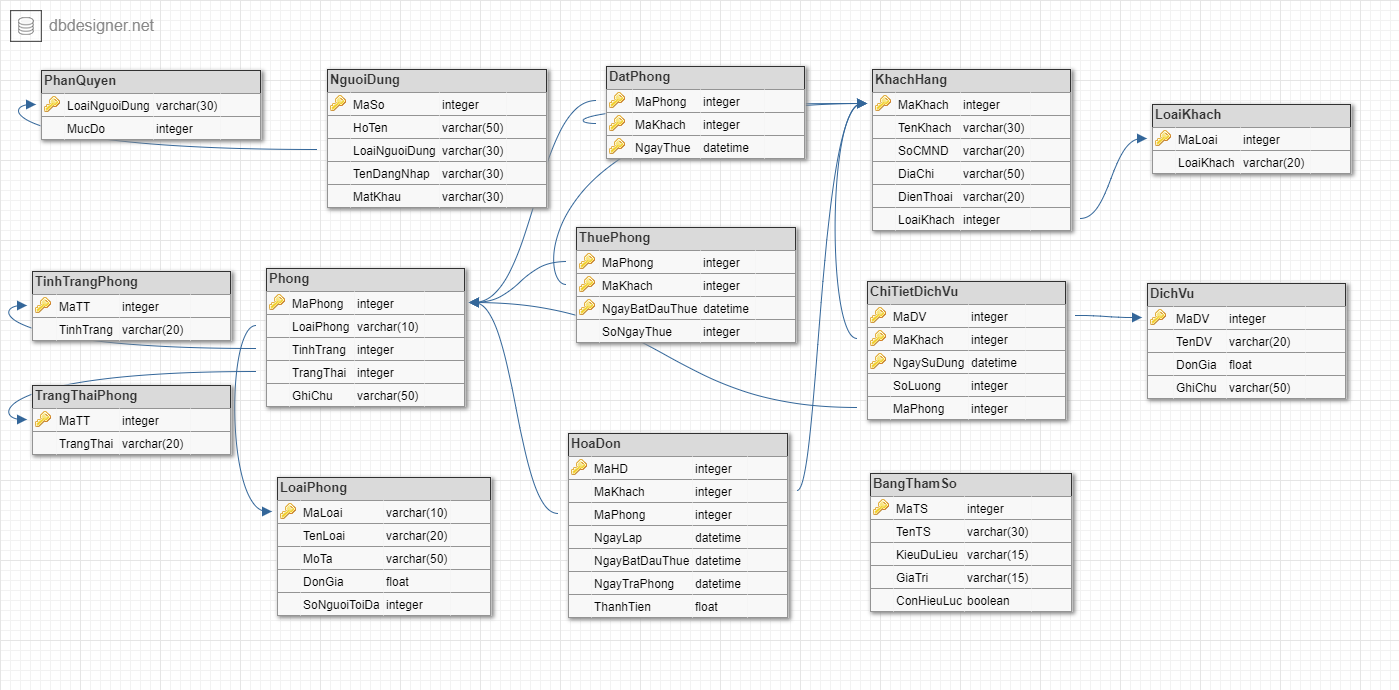 dbdesigner.net
PhanQuyen
LoaiNguoiDung varchar(30)
MucDo integer
NguoiDung
MaSo integer
HoTen varchar(50)
LoaiNguoiDung varchar(30)
TenDangNhap varchar(30)
MatKhau varchar(30)
DatPhong
MaPhong integer
MaKhach integer
NgayThue datetime
KhachHang
MaKhach integer
TenKhach varchar(30)
SoCMND varchar(20)
DiaChi varchar(50)
DienThoai varchar(20)
LoaiKhach integer
LoaiKhach
MaLoai integer
LoaiKhach varchar(20)
TinhTrangPhong
MaTT integer
TinhTrang varchar(20)
Phong
MaPhong integer
LoaiPhong varchar(10)
TinhTrang integer
TrangThai integer
GhiChu varchar(50)
ThuePhong
MaPhong integer
MaKhach integer
NgayBatDauThue datetime
SoNgayThue integer
ChiTietDichVu
MaDV integer
MaKhach integer
NgaySuDung datetime
SoLuong integer
MaPhong integer
DichVu
MaDV integer
TenDV varchar(20)
DonGia float
GhiChu varchar(50)
TrangThaiPhong
MaTT integer
TrangThai varchar(20)
LoaiPhong
MaLoai varchar(10)
TenLoai varchar(20)
MoTa varchar(50)
DonGia float
SoNguoiToiDa integer
HoaDon
MaHD integer
MaKhach integer
MaPhong integer
NgayLap datetime
NgayBatDauThue datetime
NgayTraPhong datetime
ThanhTien float
BangThamSo
MaTS integer
TenTS varchar(30)
KieuDuLieu varchar(15)
GiaTri varchar(15)
ConHieuLuc boolean